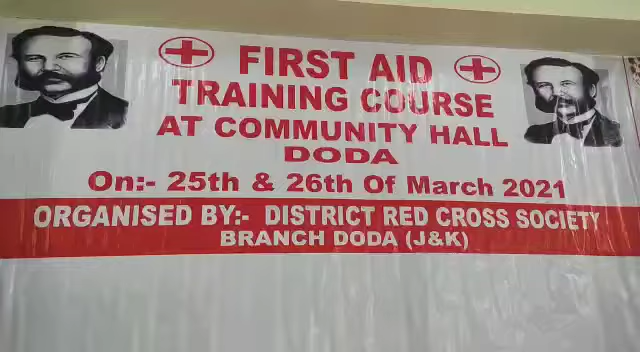 FIRST AID
TRAINING COURSE
AT COMMUNITY HALL
DODA
On:- 25th & 26th Of March 2021
ORGANISED BY:- DISTRICT RED CROSS SOCIETY
BRANCH DODA (J&K)